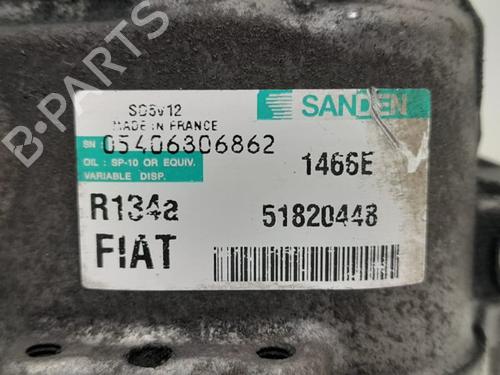 SD5V12
SANDEN
MADE IN FRANCE
SN 05406306862
OIL : SP-10 OR EQUIV.
VARIABLE DISP.
1466E
R134a
51820448
FIAT
B-PARTS